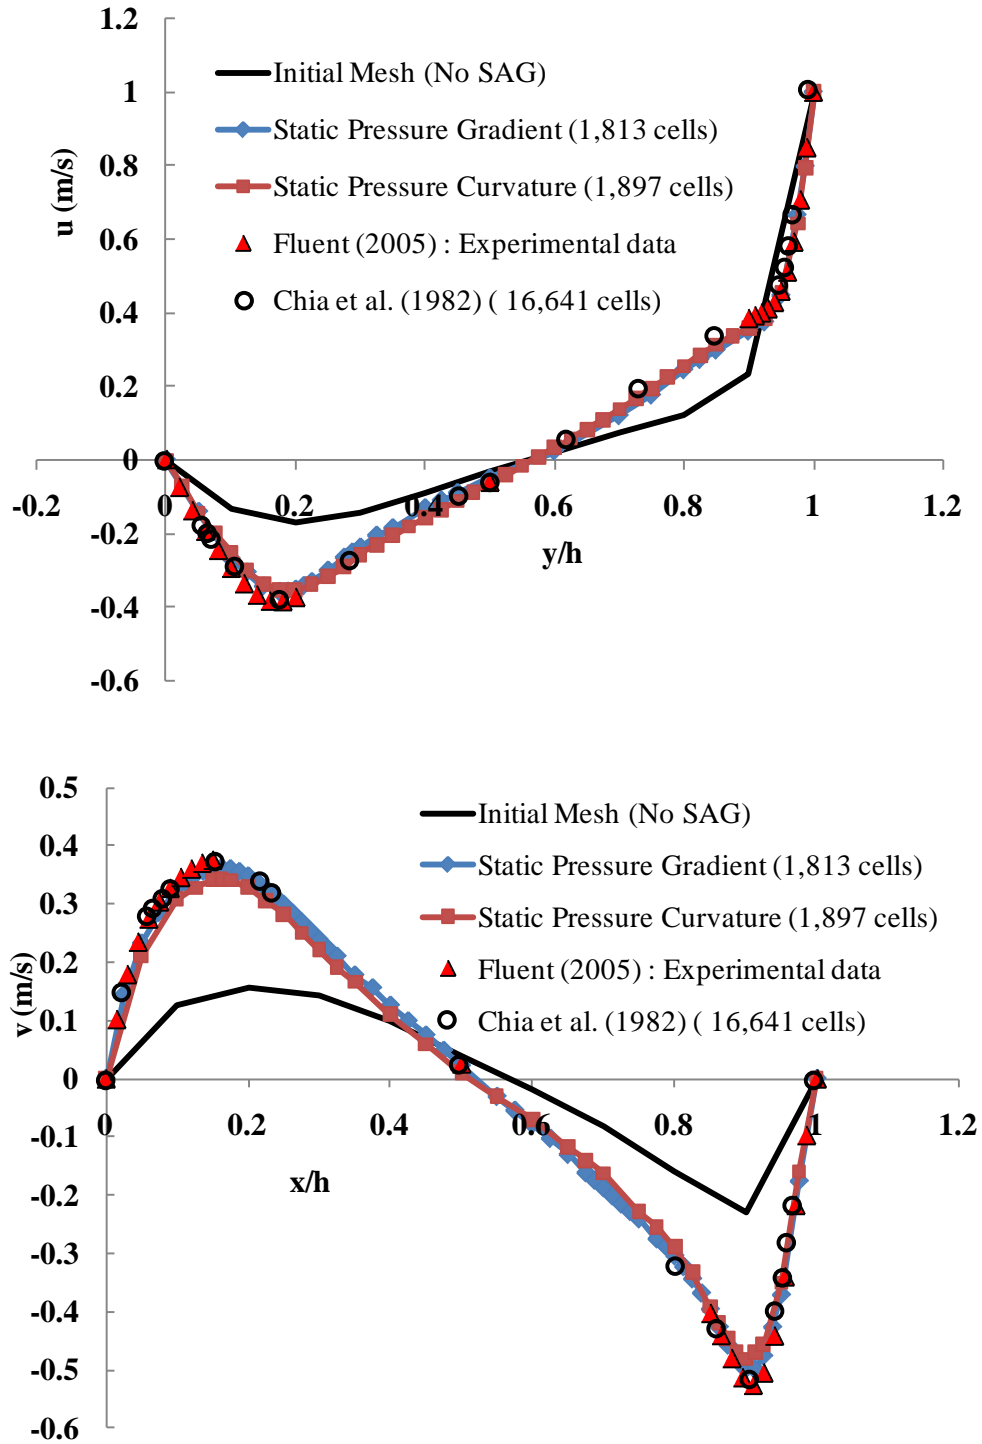 1.2
1
0.8
0.6
0.4
0.2
0
-0.2
-0.4
-0.6
u (m/s)
Initial Mesh (No SAG)
Static Pressure Gradient (1,813 cells)
Static Pressure Curvature (1,897 cells)
Fluent (2005) : Experimental data
Chia et al. (1982) ( 16,641 cells)
-0.2 0 0.2 0.4 0.6 0.8 1 1.2
y/h
0.5
0.4
0.3
0.2
0.1
0
-0.1
-0.2
-0.3
-0.4
-0.5
-0.6
v (m/s)
Initial Mesh (No SAG)
Static Pressure Gradient (1,813 cells)
Static Pressure Curvature (1,897 cells)
Fluent (2005) : Experimental data
Chia et al. (1982) ( 16,641 cells)
0 0.2 0.4 0.6 0.8 1 1.2
x/h